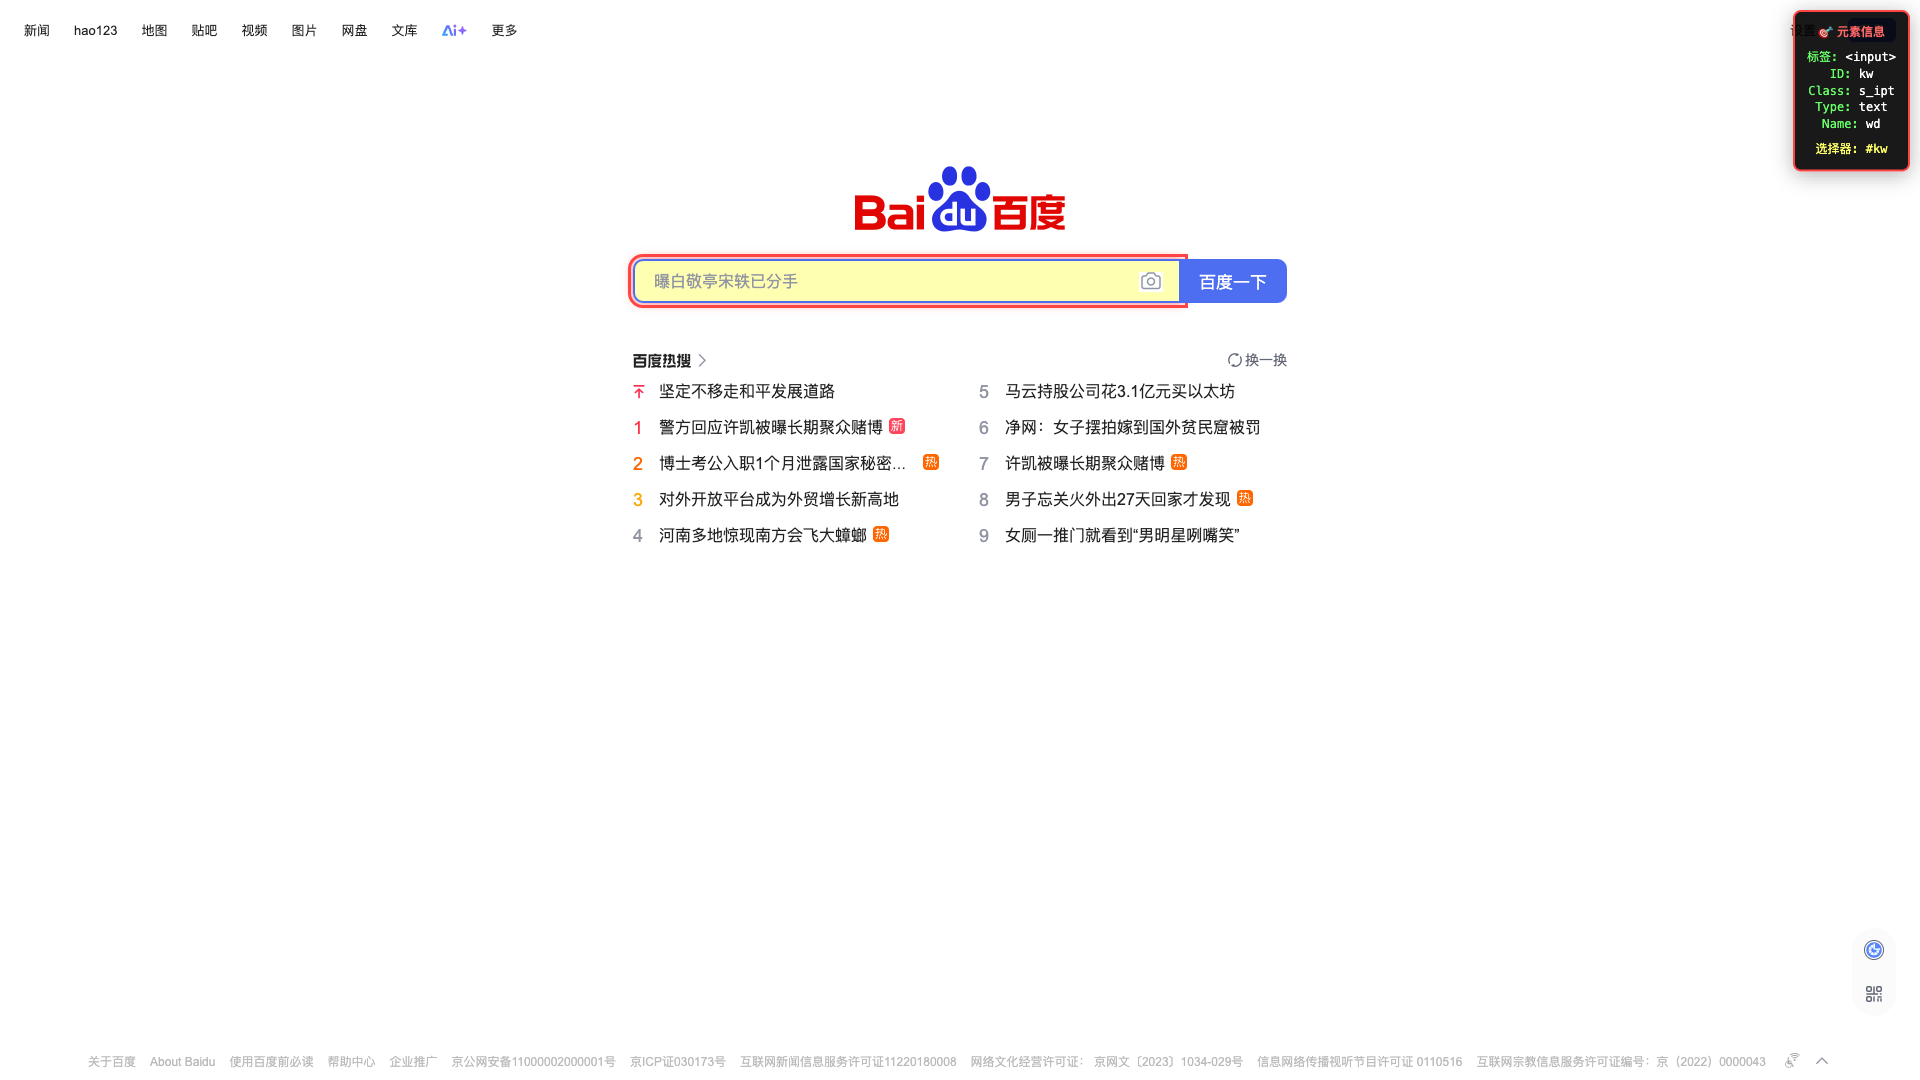 新闻 hao123 地图 贴吧 视频 图片 网盘 文库 Ai+ 更多
🎯 元素信息
标签: <input>
ID: kw
Class: s_ipt
Type: text
Name: wd
选择器: #kw
Bai du 百度
曝白敬亭宋轶已分手 百度一下
百度热搜 换一换
坚定不移走和平发展道路
1 警方回应许凯被曝长期聚众赌博 新
2 博士考公入职1个月泄露国家秘密... 热
3 对外开放平台成为外贸增长新高地
4 河南多地惊现南方会飞大蟑螂 热
5 马云持股公司花3.1亿元买以太坊
6 净网：女子摆拍嫁到国外贫民窟被罚
7 许凯被曝长期聚众赌博 热
8 男子忘关火外出27天回家才发现 热
9 女厕一推门就看到“男明星咧嘴笑”
关于百度 About Baidu 使用百度前必读 帮助中心 企业推广 京公网安备11000002000001号 京ICP证030173号 互联网新闻信息服务许可证11220180008 网络文化经营许可证： 京网文〔2023〕1034-029号 信息网络传播视听节目许可证 0110516 互联网宗教信息服务许可证编号：京（2022）0000043